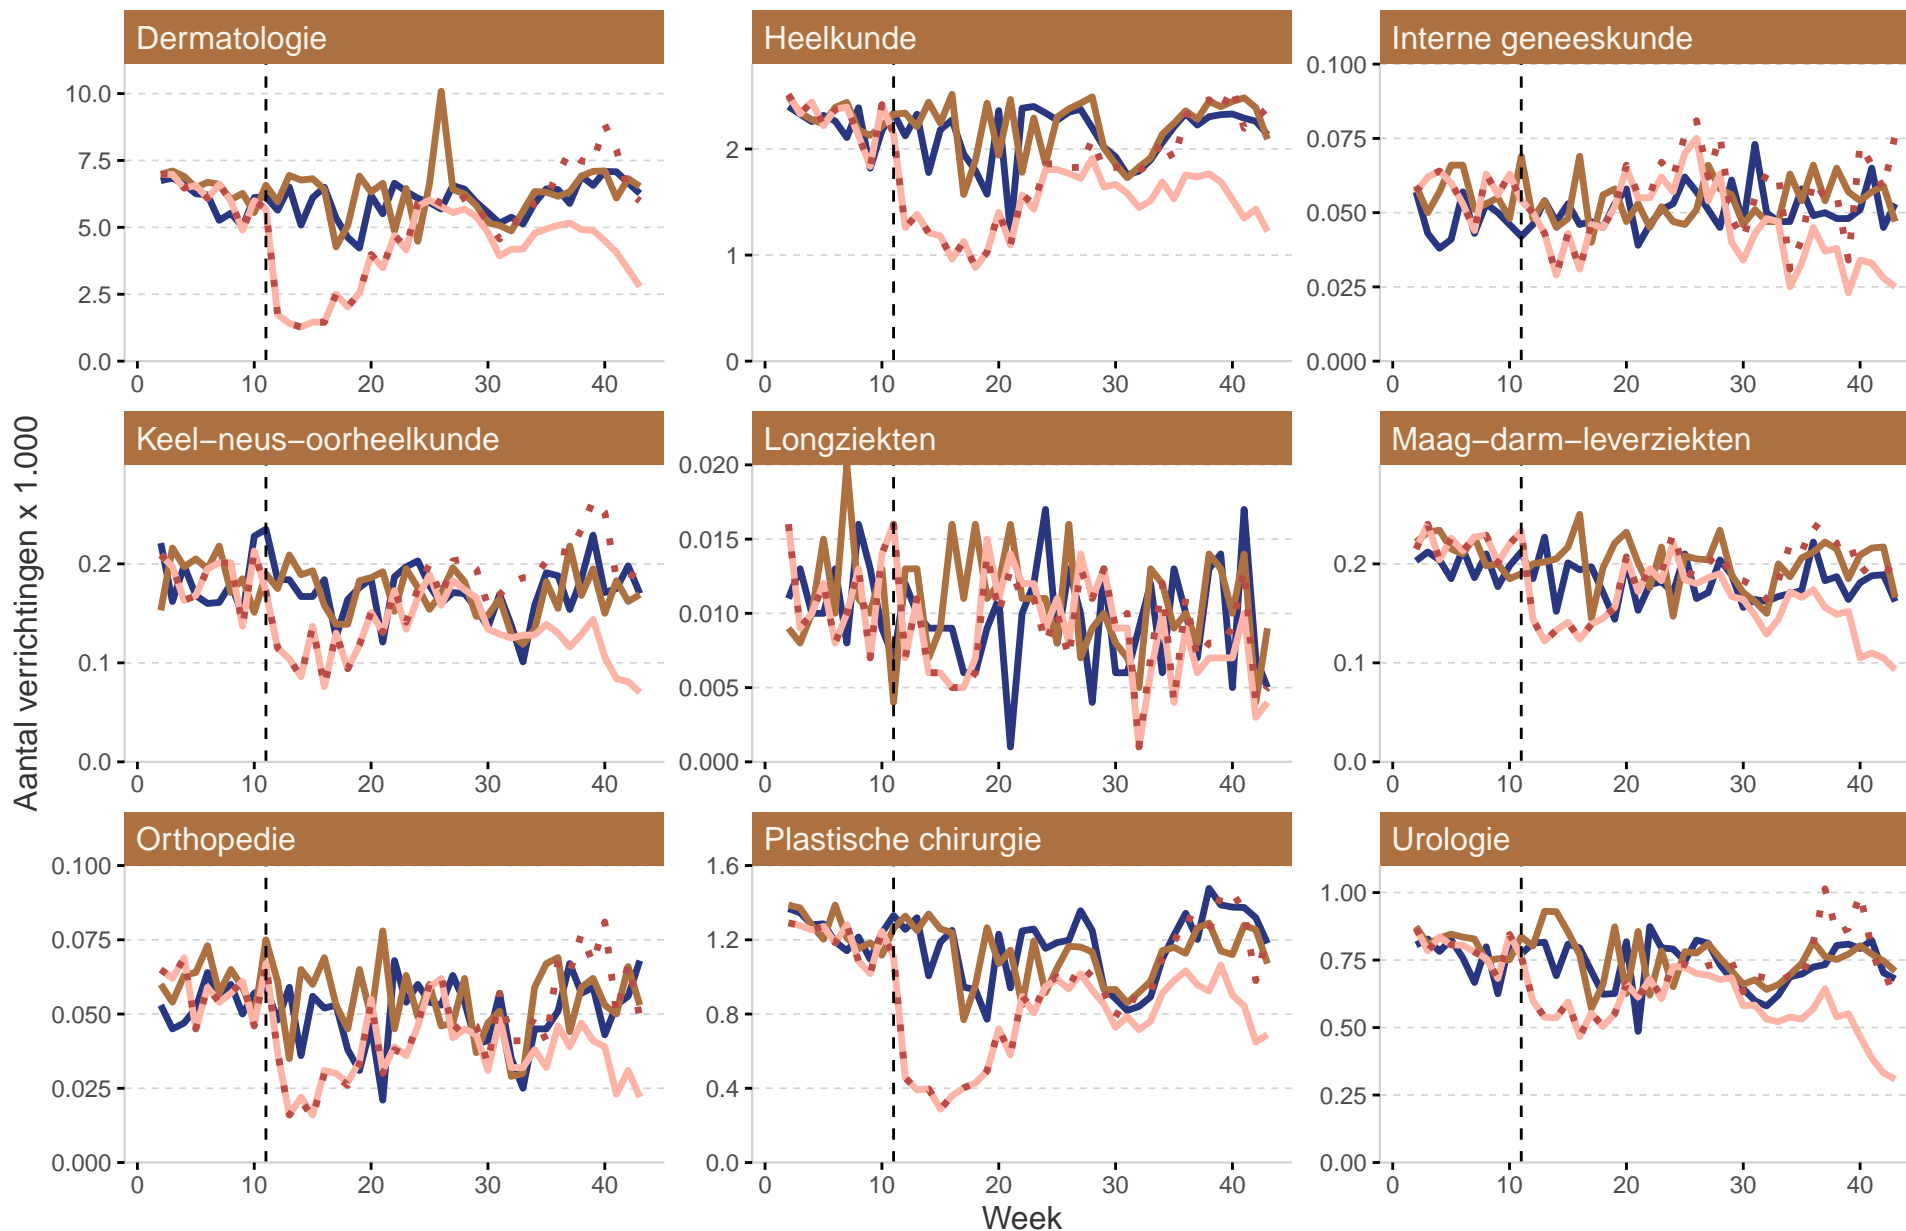 Dermatologie
Heelkunde
Interne geneeskunde
10.0
7.5
5.0
2.5
0.0
0 10 20 30 40
2
1
0
0 10 20 30 40
0.100
0.075
0.050
0.025
0.000
0 10 20 30 40
Keel−neus−oorheelkunde
Longziekten
Maag−darm−leverziekten
0.2
0.1
0.0
0 10 20 30 40
0.020
0.015
0.010
0.005
0.000
0 10 20 30 40
0.2
0.1
0.0
0 10 20 30 40
Orthopedie
Plastische chirurgie
Urologie
0.100
0.075
0.050
0.025
0.000
0 10 20 30 40
1.6
1.2
0.8
0.4
0.0
0 10 20 30 40
1.00
0.75
0.50
0.25
0.00
0 10 20 30 40
Aantal verrichtingen x 1.000
Week